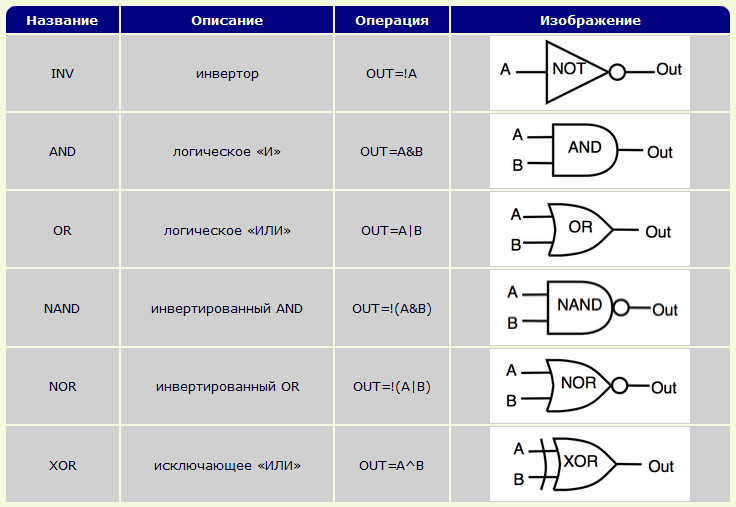 Название Описание Операция Изображение
INV инвертор OUT=!A A NOT Out
AND логическое «И» OUT=A&B A B AND Out
OR логическое «ИЛИ» OUT=A|B A B OR Out
NAND инвертированный AND OUT=!(A&B) A B NAND Out
NOR инвертированный OR OUT=!(A|B) A B NOR Out
XOR исключающее «ИЛИ» OUT=A^B A B XOR Out